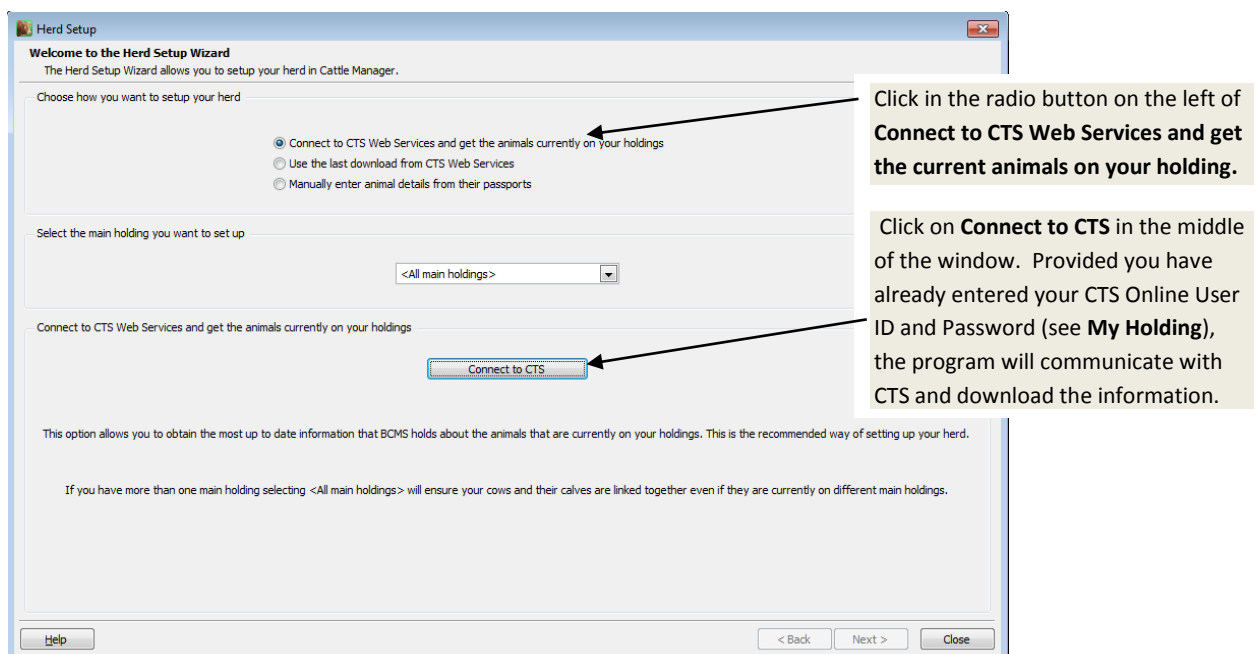 Herd Setup
Welcome to the Herd Setup Wizard
The Herd Setup Wizard allows you to setup your herd in Cattle Manager.
Choose how you want to setup your herd
Connect to CTS Web Services and get the animals currently on your holdings
Use the last download from CTS Web Services
Manually enter animal details from their passports
Click in the radio button on the left of
Connect to CTS Web Services and get
the current animals on your holding.
Select the main holding you want to set up
<All main holdings>
Click on Connect to CTS in the middle
of the window. Provided you have
already entered your CTS Online User
ID and Password (see My Holding),
the program will communicate with
CTS and download the information.
Connect to CTS Web Services and get the animals currently on your holdings
Connect to CTS
This option allows you to obtain the most up to date information that BCMS holds about the animals that are currently on your holdings. This is the recommended way of setting up your herd.
If you have more than one main holding selecting <All main holdings> will ensure your cows and their calves are linked together even if they are currently on different main holdings.
Help
< Back
Next >
Close